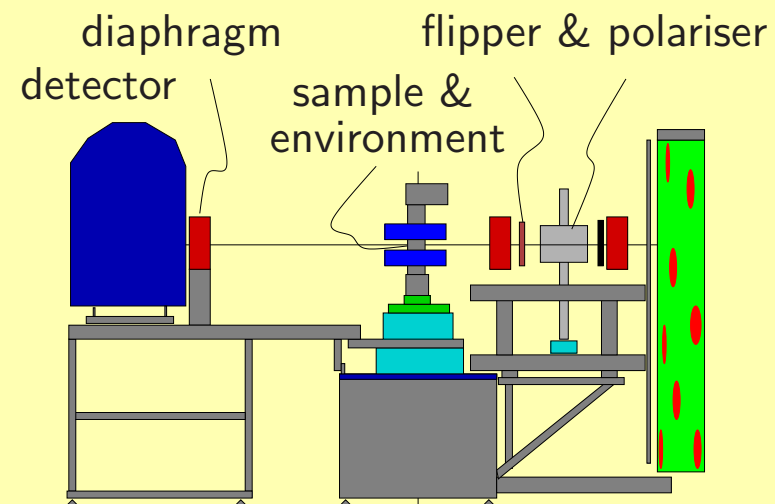 diaphragm
flipper & polariser
detector
sample &
environment